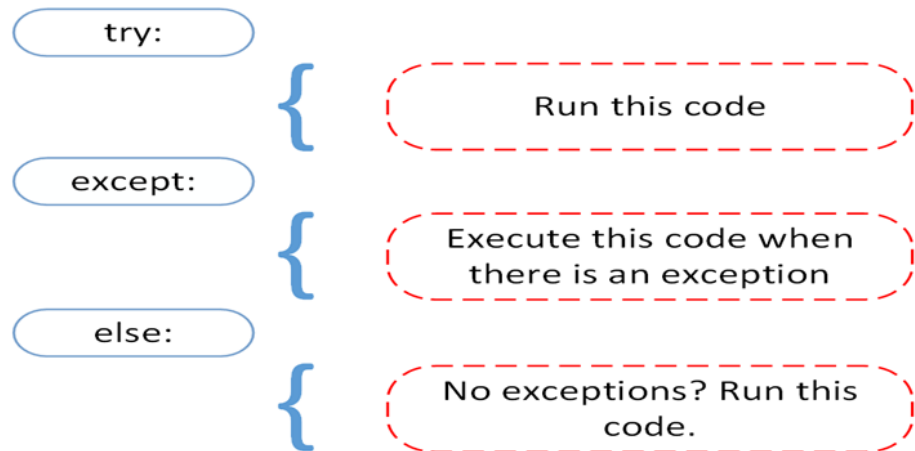 try:
Run this code
except:
Execute this code when
there is an exception
else:
No exceptions? Run this
code.